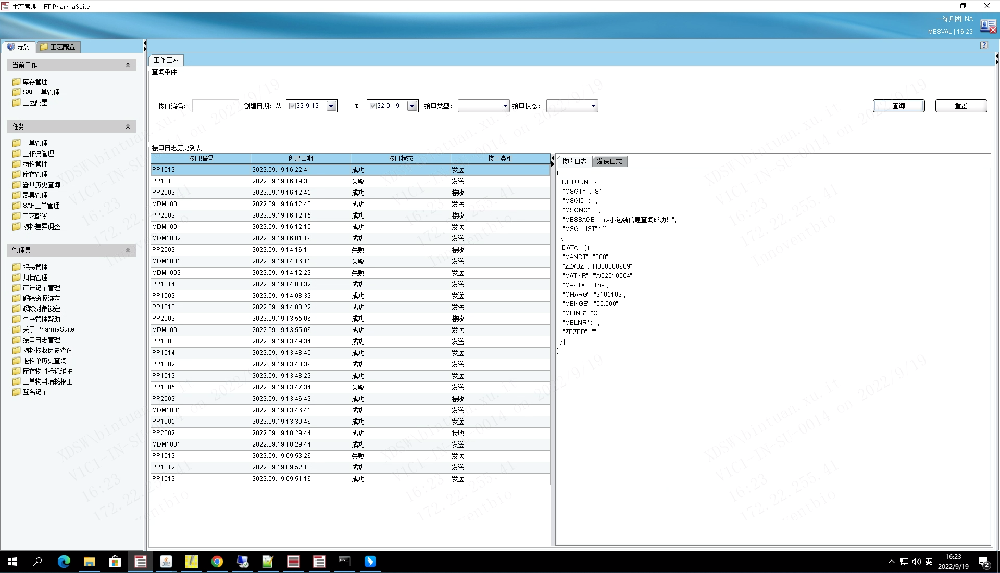 生产管理 - FT PharmaSuite
---徐兵团| NA
MESVAL | 16:23
导航
工艺配置
当前工作
库存管理
SAP工单管理
工艺配置
任务
工单管理
工作流管理
物料管理
库存管理
器具历史查询
器具管理
SAP工单管理
工艺配置
物料差异调整
管理员
报表管理
归档管理
审计记录管理
解除资源绑定
解除对象锁定
生产管理帮助
关于 PharmaSuite
接口日志管理
物料接收历史查询
退料单历史查询
库存物料标记维护
工单物料消耗报工
签名记录
工作区域
查询条件
接口编码: 创建日期: 从 22-9-19 到 22-9-19 接口类型: 接口状态: 查询 重置
接口日志历史列表
接口编码 创建日期 接口状态 接口类型
PP1013 2022.09.19 16:22:41 成功 发送
PP1013 2022.09.19 16:19:38 失败 发送
PP2002 2022.09.19 16:12:45 成功 接收
MDM1001 2022.09.19 16:12:45 成功 发送
PP2002 2022.09.19 16:12:15 成功 接收
MDM1001 2022.09.19 16:12:15 成功 发送
MDM1002 2022.09.19 16:01:19 成功 发送
PP2002 2022.09.19 14:16:11 失败 接收
MDM1001 2022.09.19 14:16:11 失败 发送
MDM1002 2022.09.19 14:12:23 失败 发送
PP1014 2022.09.19 14:08:32 成功 发送
PP1002 2022.09.19 14:08:32 成功 发送
PP1013 2022.09.19 14:08:22 成功 发送
PP2002 2022.09.19 13:55:06 成功 接收
MDM1001 2022.09.19 13:55:06 成功 发送
PP1003 2022.09.19 13:49:34 成功 发送
PP1014 2022.09.19 13:48:40 成功 发送
PP1002 2022.09.19 13:48:39 成功 发送
PP1013 2022.09.19 13:48:29 成功 发送
PP1005 2022.09.19 13:47:34 失败 发送
PP2002 2022.09.19 13:46:42 成功 接收
MDM1001 2022.09.19 13:46:41 成功 发送
PP1005 2022.09.19 13:39:46 成功 发送
PP2002 2022.09.19 10:29:44 成功 接收
MDM1001 2022.09.19 10:29:44 成功 发送
PP1012 2022.09.19 09:53:26 失败 发送
PP1012 2022.09.19 09:52:10 成功 发送
PP1012 2022.09.19 09:51:16 成功 发送
接收日志 发送日志
{
"RETURN" : {
"MSGTY" : "S",
"MSGID" : "",
"MSGNO" : "",
"MESSAGE" : "最小包装信息查询成功！",
"MSG_LIST" : [ ]
},
"DATA" : [ {
"MANDT" : "800",
"ZZXBZ" : "H000000909",
"MATNR" : "W02010064",
"MAKTX" : "Tris",
"CHARG" : "2105102",
"MENGE" : "50.000",
"MEINS" : "G",
"MBLNR" : "",
"ZBZBD" : ""
} ]
}
XDSW\bintuan.xu.it
V1C1-IN-SU-0014 on 2022/9/19
16:23
172.22.255.41
Innoventbio
英
16:23
2022/9/19
2